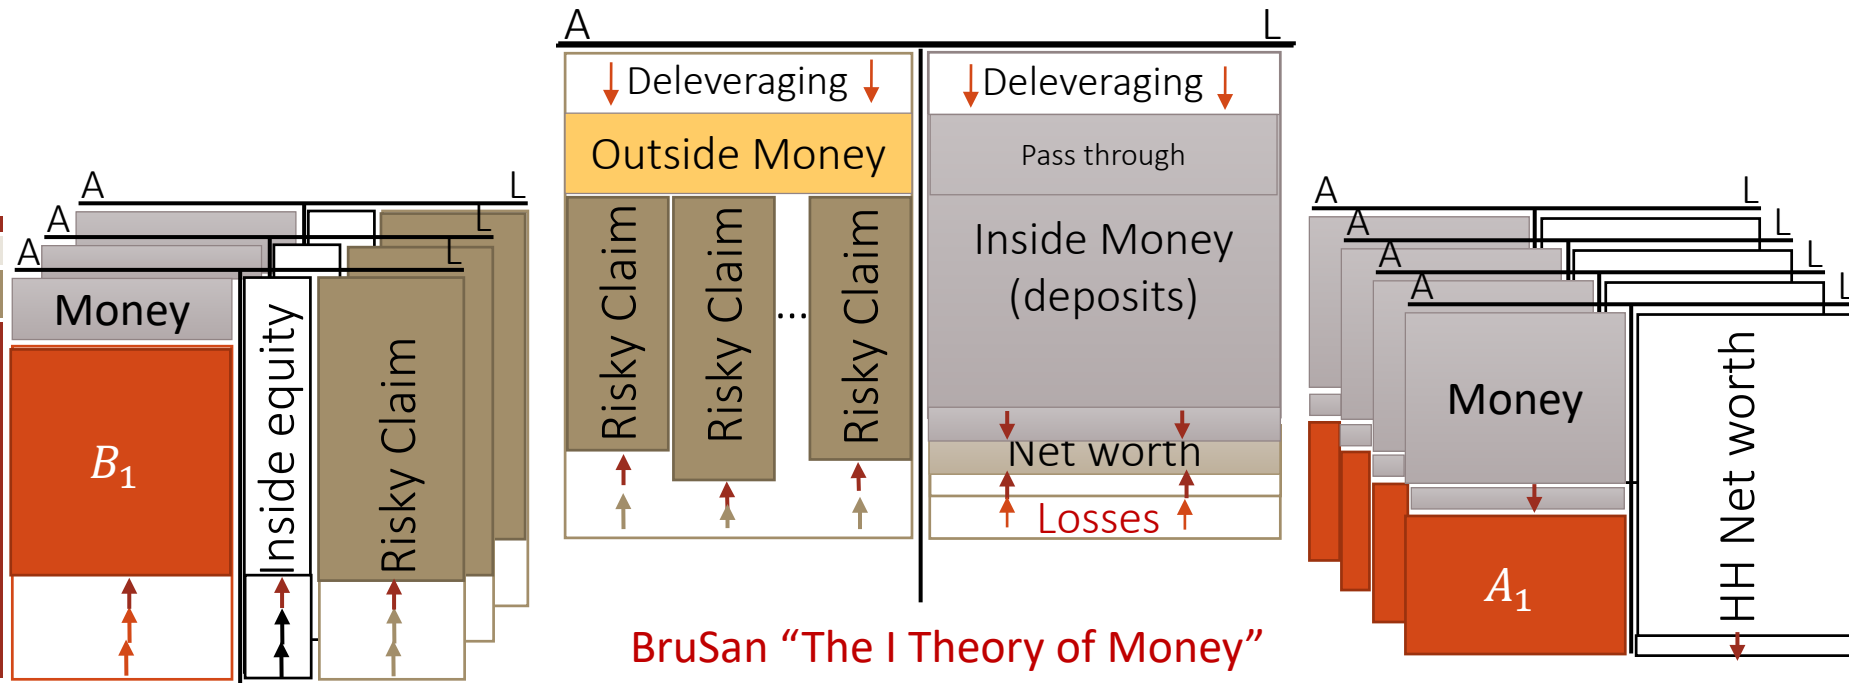 A
L
A
L
A
L
Money
B₁
Inside equity
Risky Claim
A
L
Deleveraging
Deleveraging
Outside Money
Pass through
Risky Claim
Risky Claim
...
Risky Claim
Inside Money
(deposits)
Net worth
Losses
A
L
A
L
A
L
A
L
Money
A₁
HH Net worth
BruSan “The I Theory of Money”